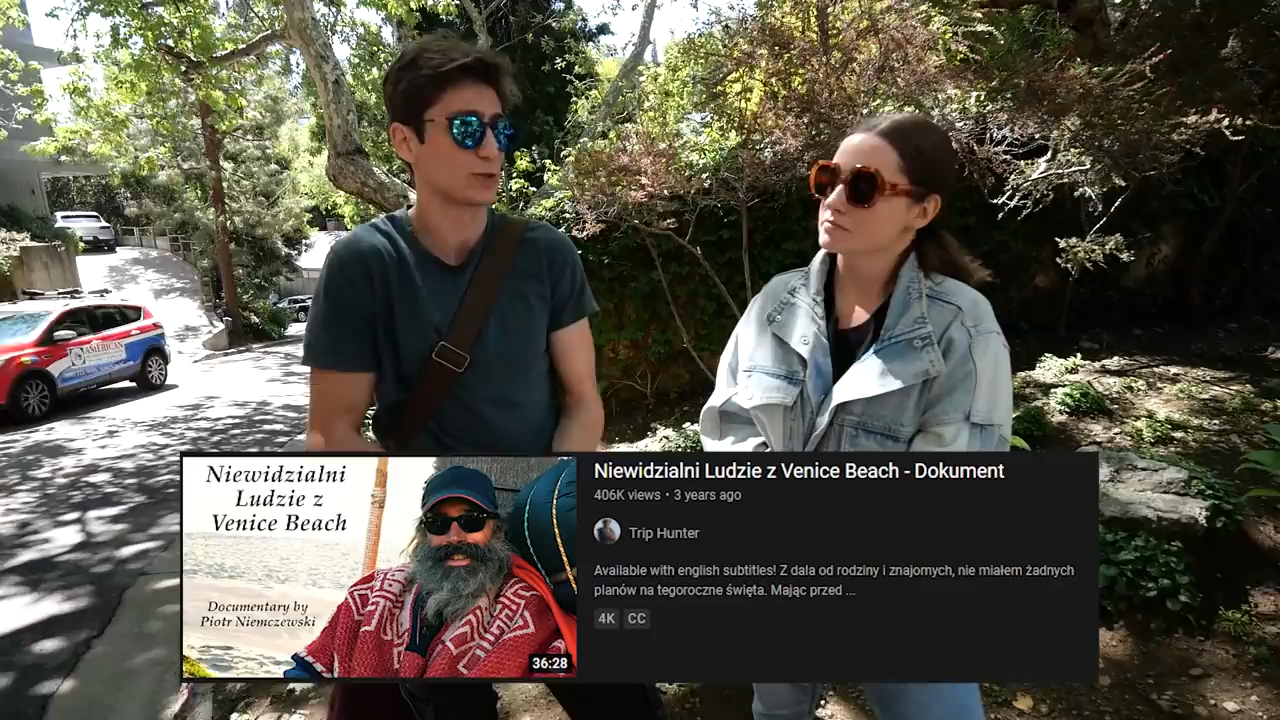 AMERICAN
Niewidzialni
Ludzie z
Venice Beach
Documentary by
Piotr Niemczewski
36:28
Niewidzialni Ludzie z Venice Beach - Dokument
406K views • 3 years ago
Trip Hunter
Available with english subtitles! Z dala od rodziny i znajomych, nie miałem żadnych
planów na tegoroczne święta. Mając przed ...
4K CC